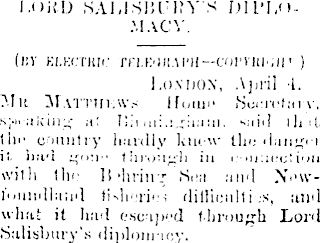 LORD SALISBURY'S DIPLO-
MACY.
(BY ELECTRIC TELEGRAPH—COPYRIGHT)
LONDON, April 4.
MR MATTHEWS Home Secretary,
speaking at Birmingham, said that
the country hardly knew the danger
it had gone through in connection
with the Behring Sea and New-
foundland fisheries difficulties, and
what it had escaped through Lord
Salisbury's diplomacy.